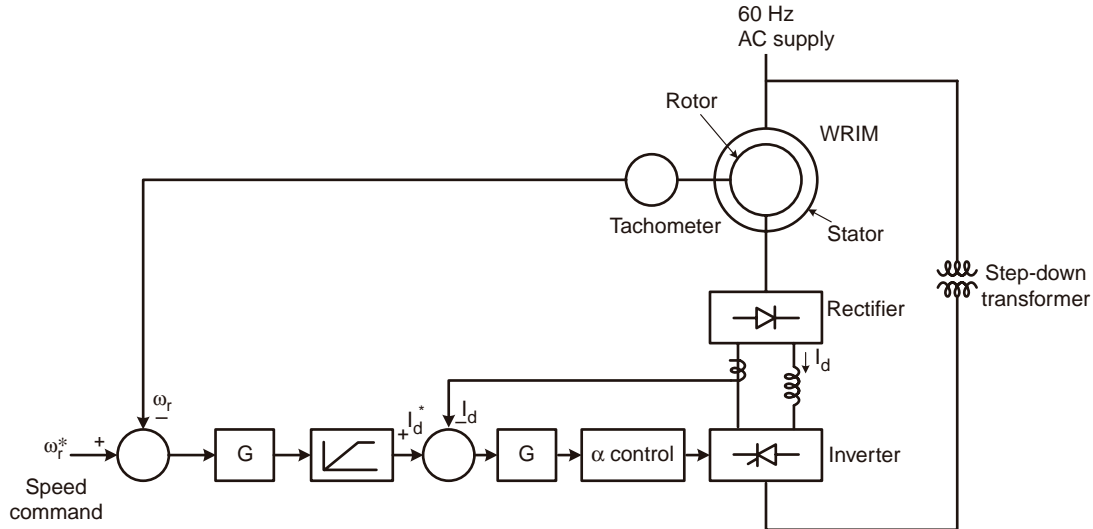 60 Hz
AC supply
Rotor
WRIM
Tachometer
Stator
Step-down
transformer
Rectifier
I_d
ω_r
−
I_d^*
I_d
−
ω_r^*
+
G
+
G
α control
Inverter
Speed
command